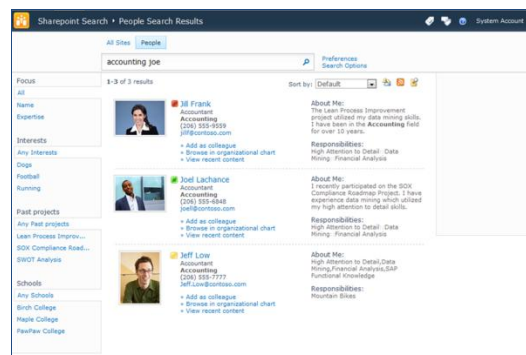 Sharepoint Search ▸ People Search Results
System Account
All Sites People
accounting joe
Preferences
Search Options
Focus
All
Name
Expertise
Interests
Any Interests
Dogs
Football
Running
Past projects
Any Past projects
Lean Process Improv...
SOX Compliance Road...
SWOT Analysis
Schools
Any Schools
Birch College
Maple College
PawPaw College
1-3 of 3 results
Sort by: Default
Jill Frank
Accountant
Accounting
(206) 555-9559
jillf@contoso.com
» Add as colleague
» Browse in organizational chart
» View recent content
About Me:
The Lean Process Improvement
project utilized my data mining skills.
I have been in the Accounting field
for over 10 years.
Responsibilities:
High Attention to Detail · Data
Mining · Financial Analysis
Joel Lachance
Accountant
Accounting
(206) 555-6848
joell@contoso.com
» Add as colleague
» Browse in organizational chart
» View recent content
About Me:
I recently participated on the SOX
Compliance Roadmap Project. I have
experience data mining which utilized
my high attention to detail skills.
Responsibilities:
High Attention to Detail · Data
Mining · Financial Analysis
Jeff Low
Accountant
Accounting
(206) 555-7777
Jeff.Low@contoso.com
» Add as colleague
» Browse in organizational chart
» View recent content
About Me:
High Attention to Detail,Data
Mining,Financial Analysis,SAP
Functional Knowledge
Responsibilities:
Mountain Bikes